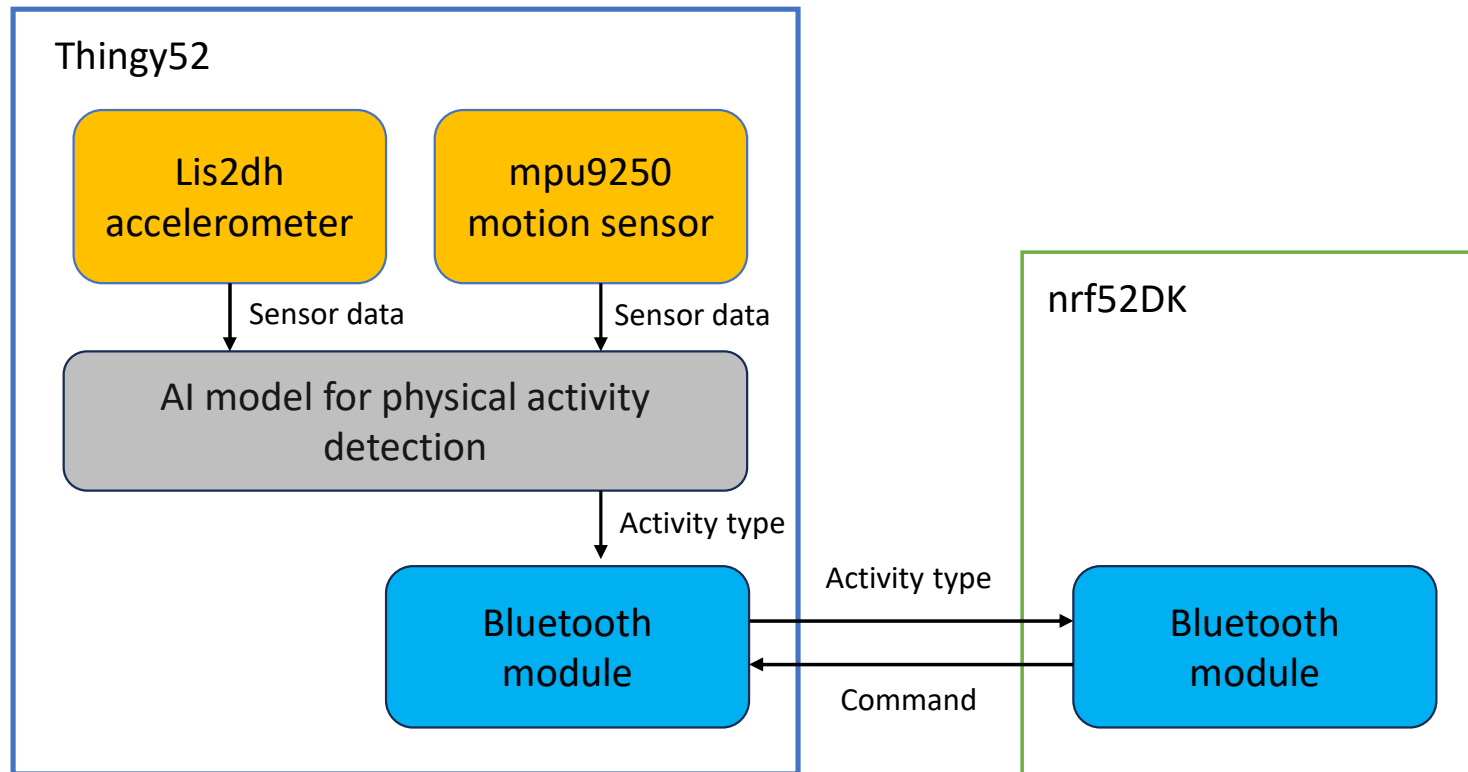 Thingy52
Lis2dh
accelerometer
mpu9250
motion sensor
Sensor data
Sensor data
AI model for physical activity
detection
Activity type
Bluetooth
module
Activity type
Command
nrf52DK
Bluetooth
module